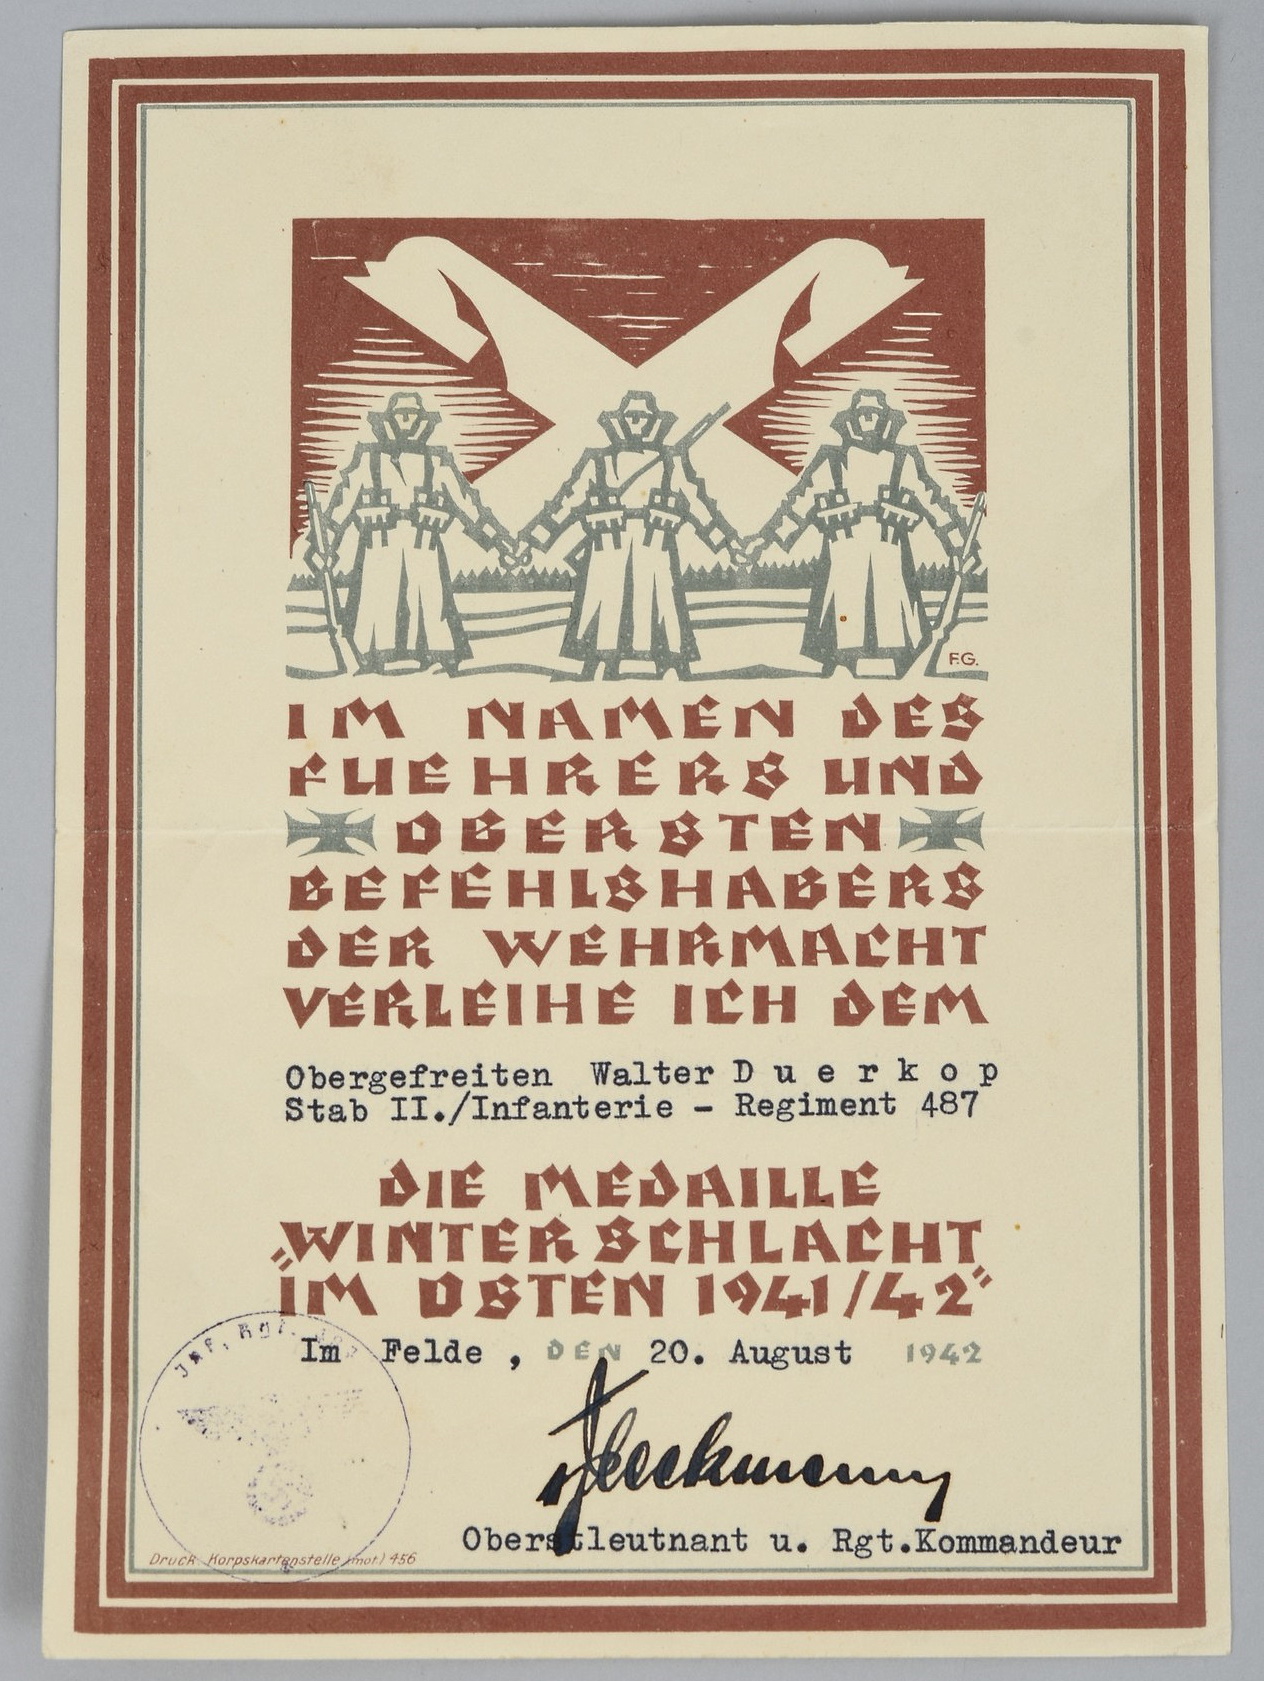 F.G.
IM NAMEN DES
FUEHRERS UND
OBERSTEN
BEFEHLSHABERS
DER WEHRMACHT
VERLEIHE ICH DEM
Obergefreiten Walter Duerkop
Stab II./Infanterie - Regiment 487
DIE MEDAILLE
„WINTERSCHLACHT
IM OSTEN 1941/42"
Im Felde, DEN 20. August 1942
Inf. Rgt.
Oberstleutnant u. Rgt.Kommandeur
Druck Korpskartenstelle (mot) 456